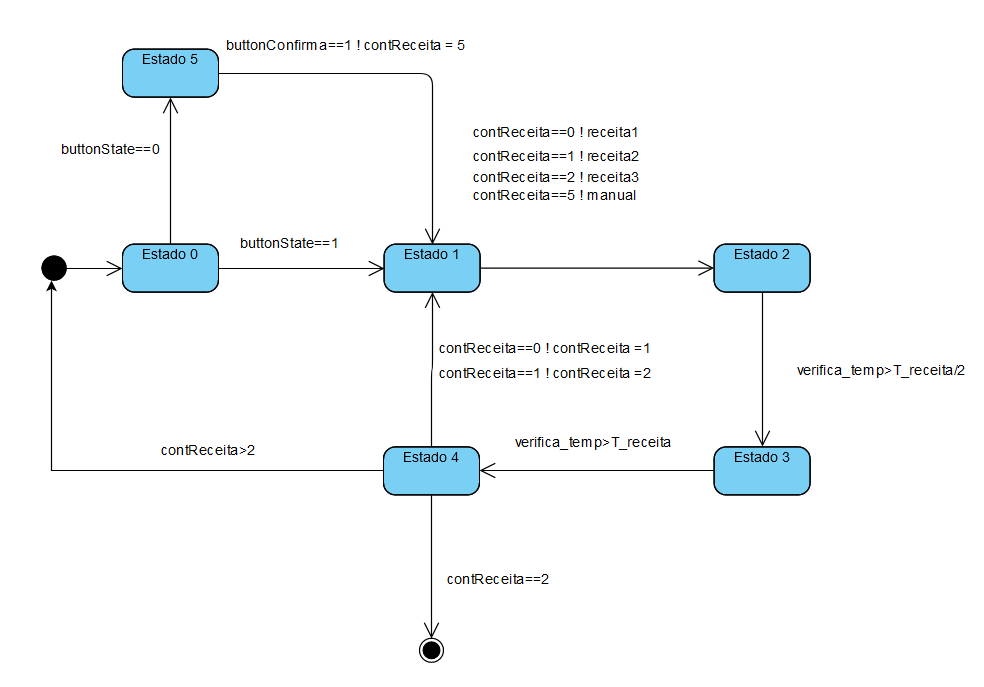 buttonConfirma==1 ! contReceita = 5
Estado 5
buttonState==0
contReceita==0 ! receita1
contReceita==1 ! receita2
contReceita==2 ! receita3
contReceita==5 ! manual
buttonState==1
Estado 0
Estado 1
Estado 2
contReceita==0 ! contReceita =1
contReceita==1 ! contReceita =2
verifica_temp>T_receita/2
contReceita>2
verifica_temp>T_receita
Estado 4
Estado 3
contReceita==2